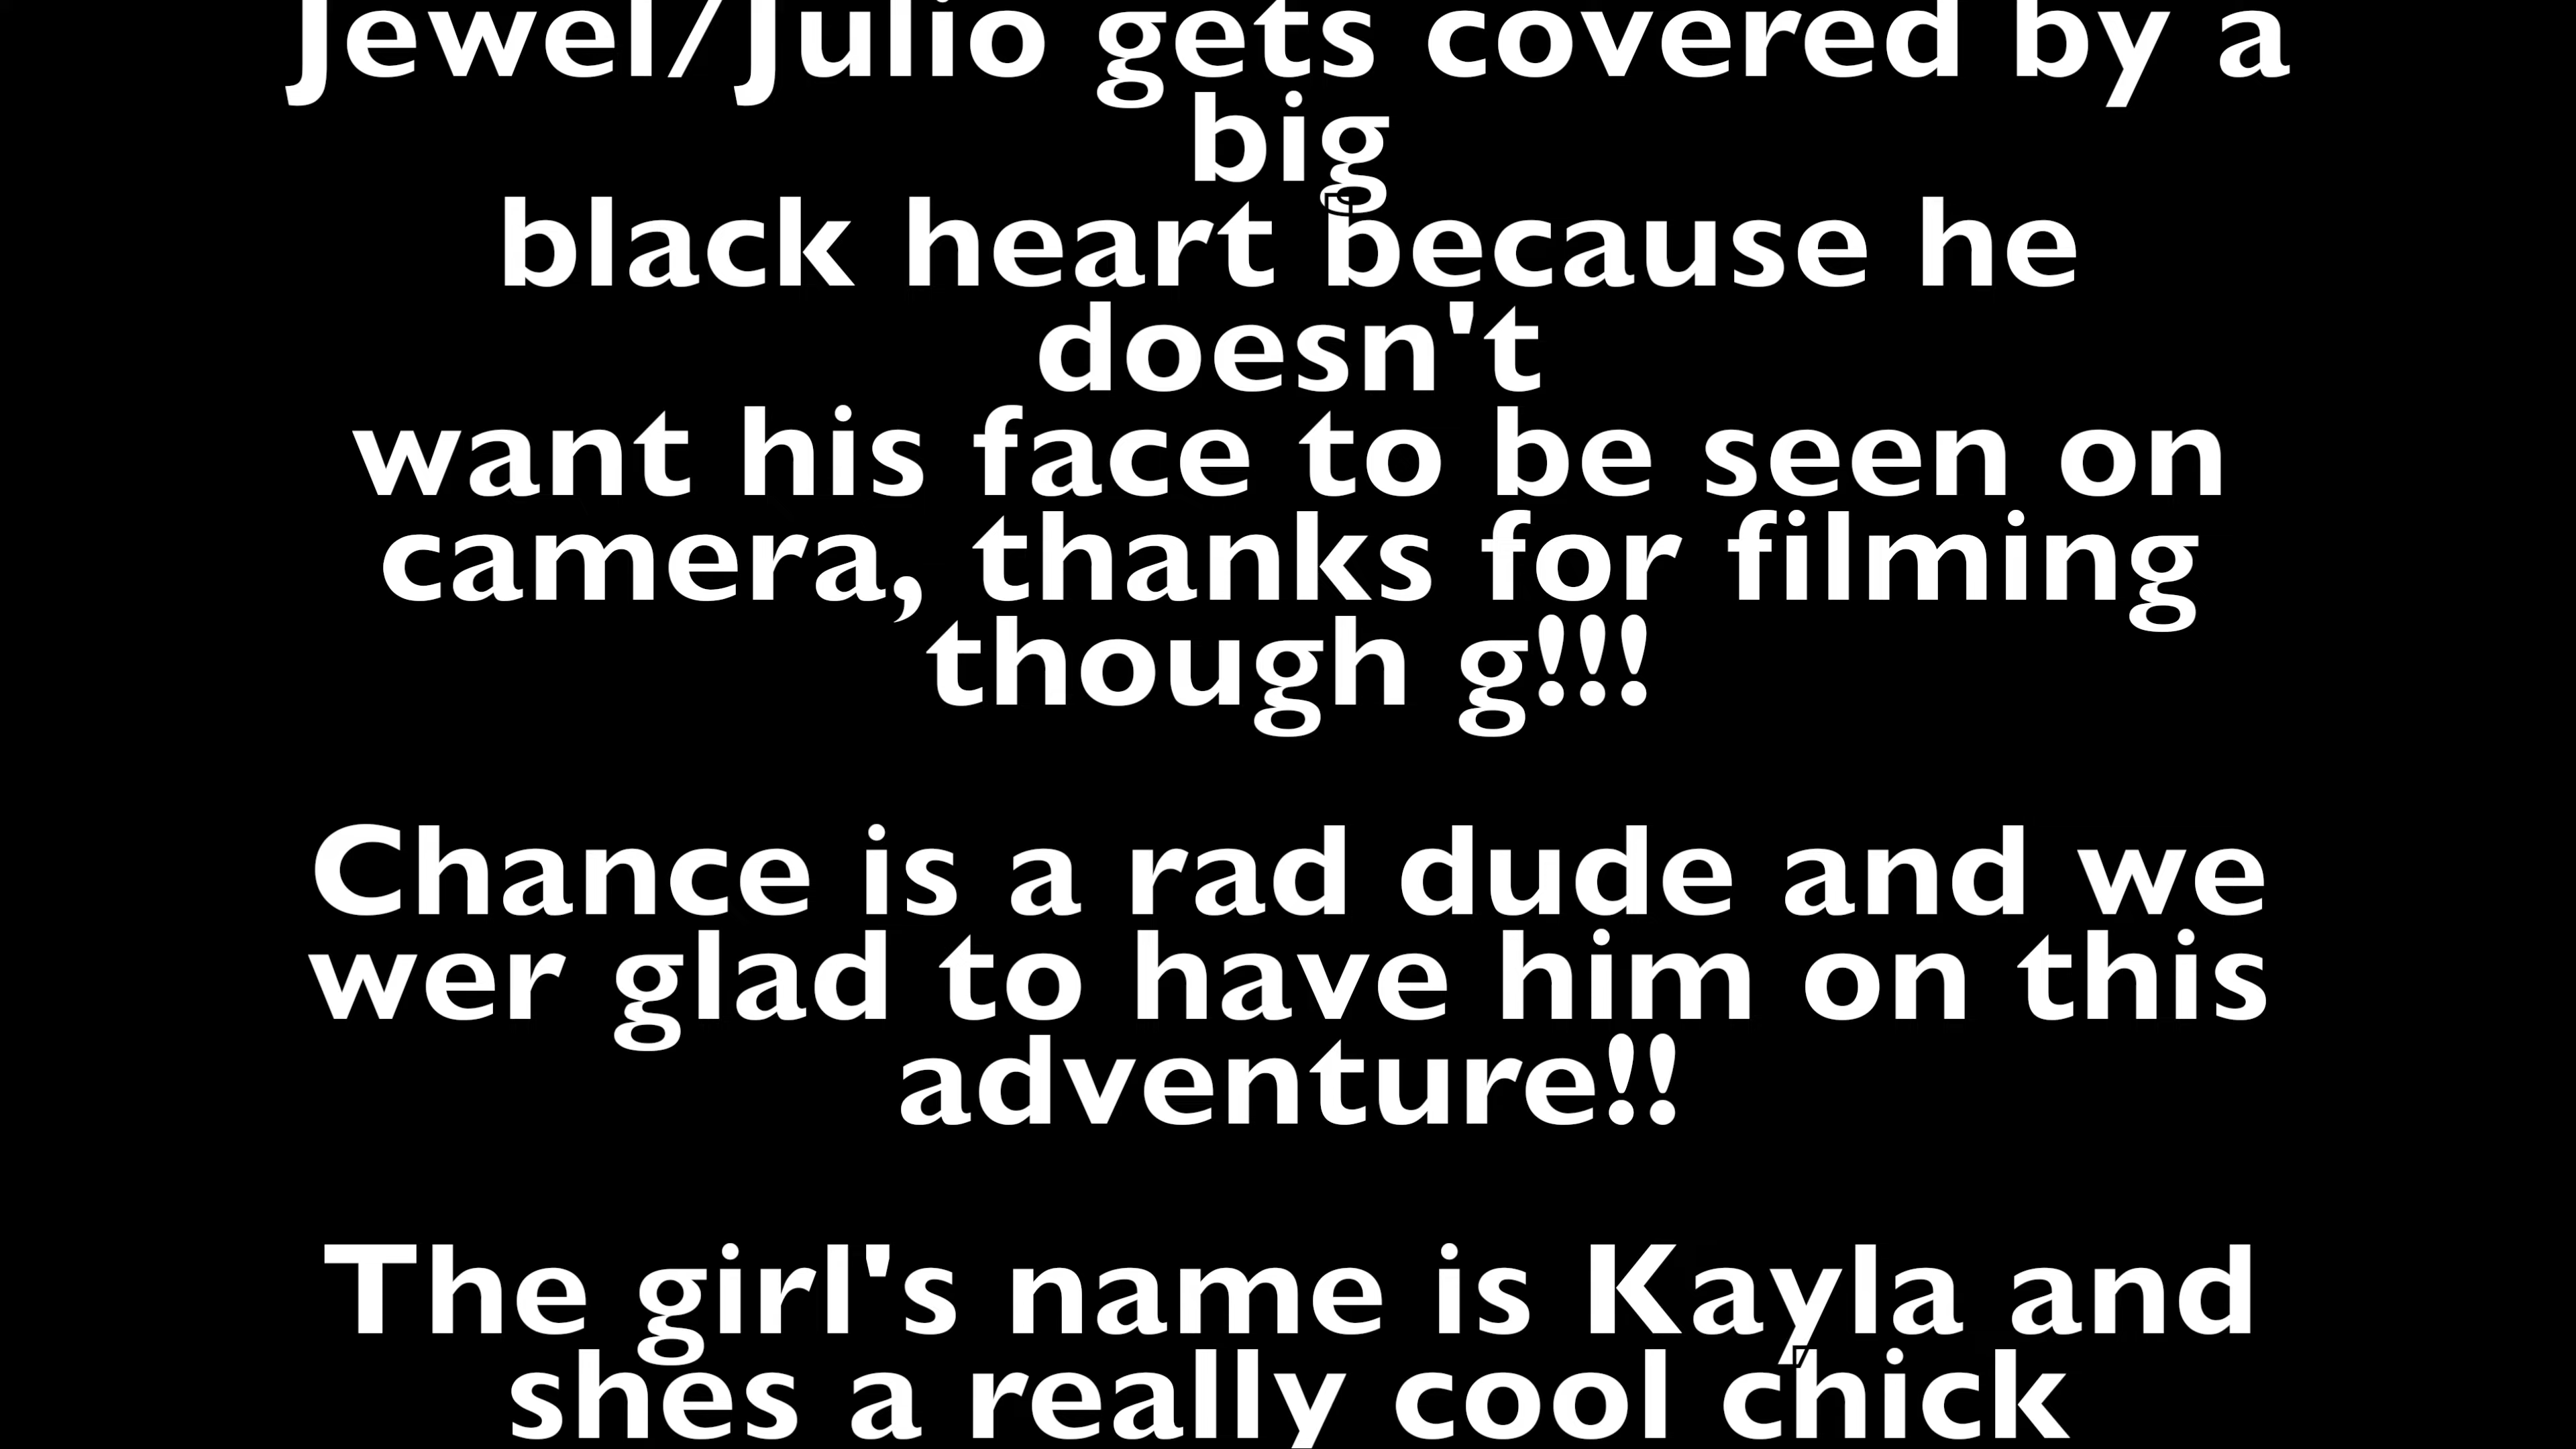 Jewel/Julio gets covered by a
big
black heart because he
doesn't
want his face to be seen on
camera, thanks for filming
though g!!!
Chance is a rad dude and we
wer glad to have him on this
adventure!!
The girl's name is Kayla and
shes a really cool chick